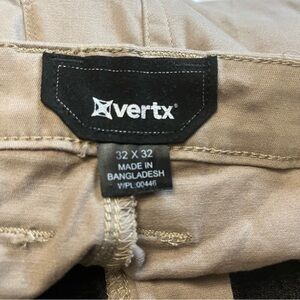 vertx
32 X 32
MADE IN
BANGLADESH
WPL:00446